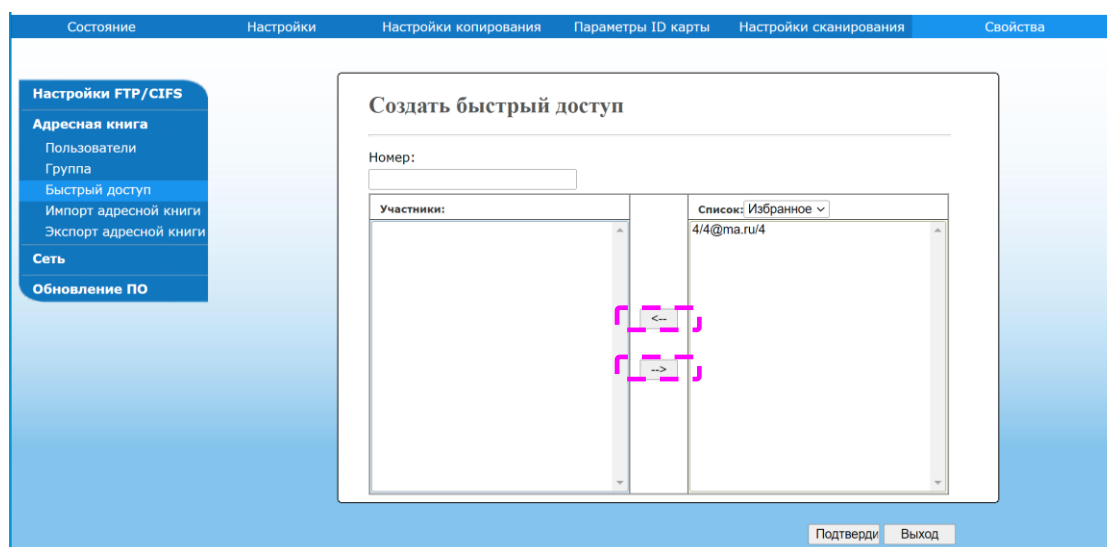 Состояние Настройки Настройки копирования Параметры ID карты Настройки сканирования Свойства
Настройки FTP/CIFS
Адресная книга
Пользователи
Группа
Быстрый доступ
Импорт адресной книги
Экспорт адресной книги
Сеть
Обновление ПО
Создать быстрый доступ
Номер:
Участники:
Список: Избранное
4/4@ma.ru/4
<--
-->
Подтверди Выход